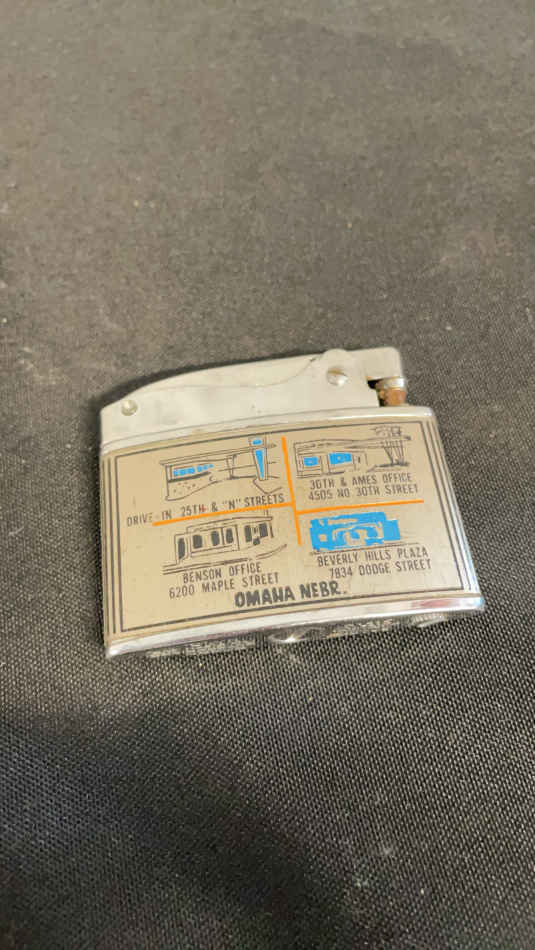 DRIVE-IN 25TH & "N" STREETS
30TH & AMES OFFICE
4505 NO 30TH STREET
BENSON OFFICE
6200 MAPLE STREET
BEVERLY HILLS PLAZA
7834 DODGE STREET
OMAHA NEBR.